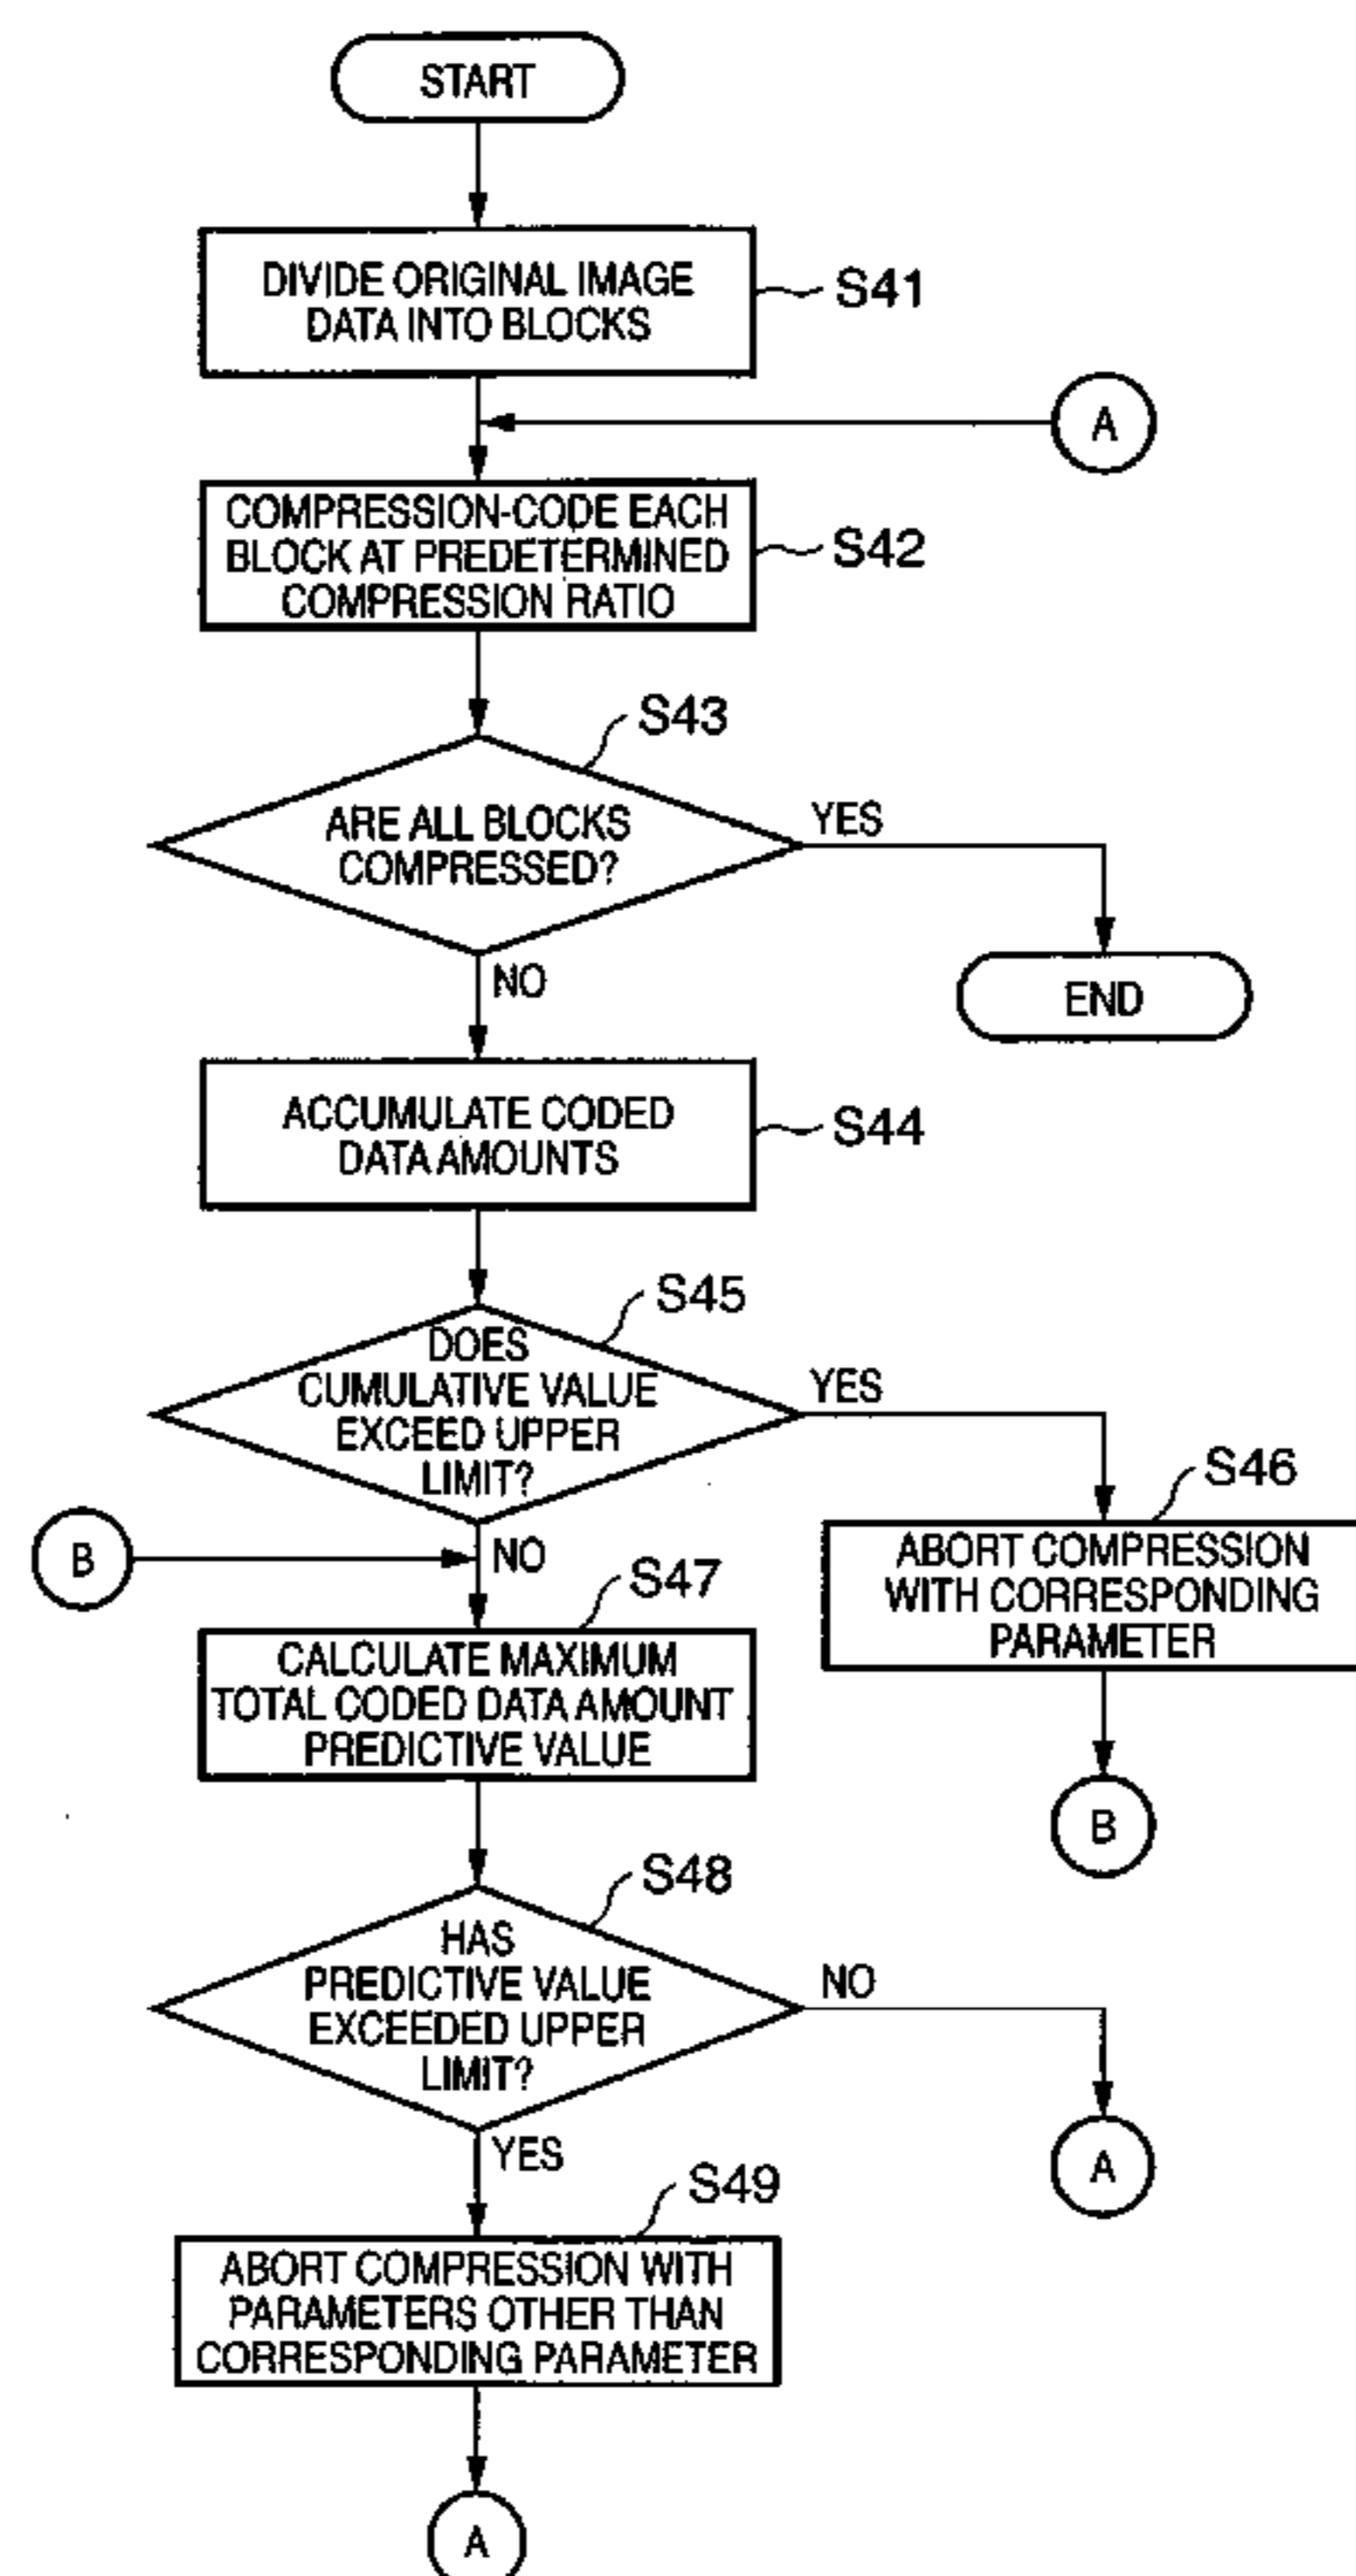 START
DIVIDE ORIGINAL IMAGE
DATA INTO BLOCKS
S41
A
COMPRESSION-CODE EACH
BLOCK AT PREDETERMINED
COMPRESSION RATIO
S42
S43
ARE ALL BLOCKS
COMPRESSED?
YES
NO
END
ACCUMULATE CODED
DATA AMOUNTS
S44
S45
DOES
CUMULATIVE VALUE
EXCEED UPPER
LIMIT?
YES
S46
ABORT COMPRESSION
WITH CORRESPONDING
PARAMETER
B
B
NO
S47
CALCULATE MAXIMUM
TOTAL CODED DATA AMOUNT
PREDICTIVE VALUE
S48
HAS
PREDICTIVE VALUE
EXCEEDED UPPER
LIMIT?
NO
A
YES
S49
ABORT COMPRESSION WITH
PARAMETERS OTHER THAN
CORRESPONDING PARAMETER
A